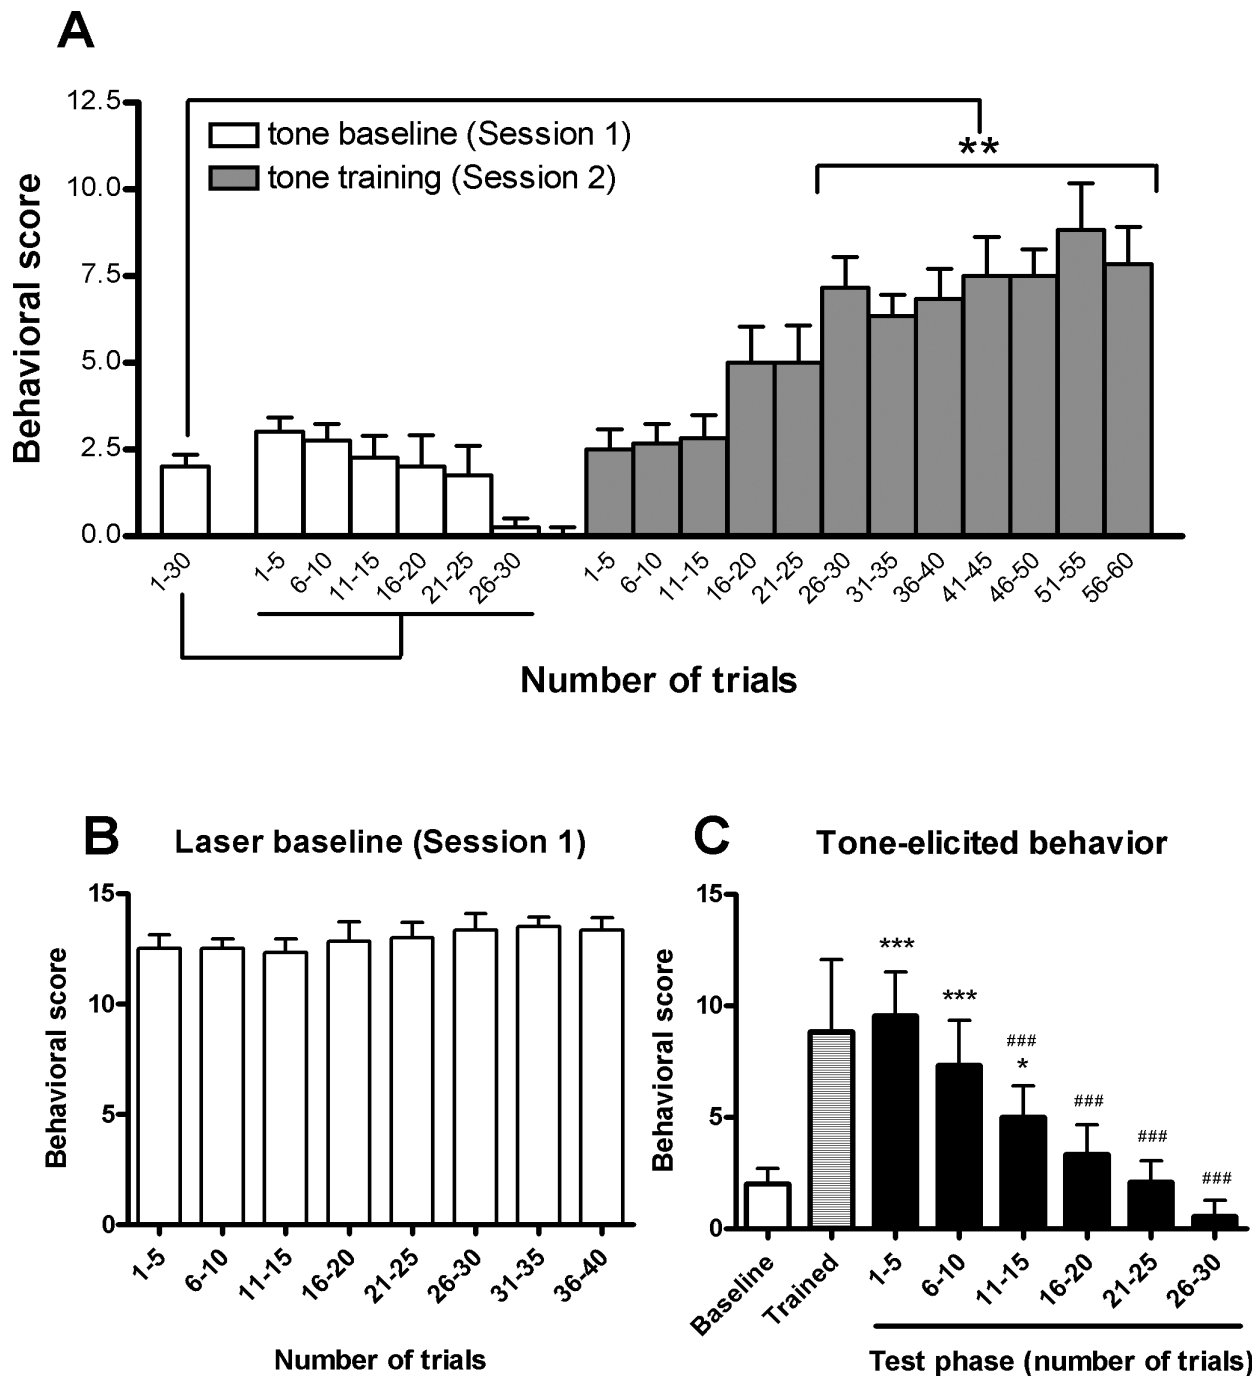 A
12.5
10.0
7.5
5.0
2.5
0.0
Behavioral score
tone baseline (Session 1)
tone training (Session 2)
**
1-30 1-5 6-10 11-15 16-20 21-25 26-30 1-5 6-10 11-15 16-20 21-25 26-30 31-35 36-40 41-45 46-50 51-55 56-60
Number of trials
B
Laser baseline (Session 1)
15
10
5
0
Behavioral score
1-5 6-10 11-15 16-20 21-25 26-30 31-35 36-40
Number of trials
C
Tone-elicited behavior
15
10
5
0
Behavioral score
***
***
###
*
###
###
###
Baseline Trained 1-5 6-10 11-15 16-20 21-25 26-30
Test phase (number of trials)